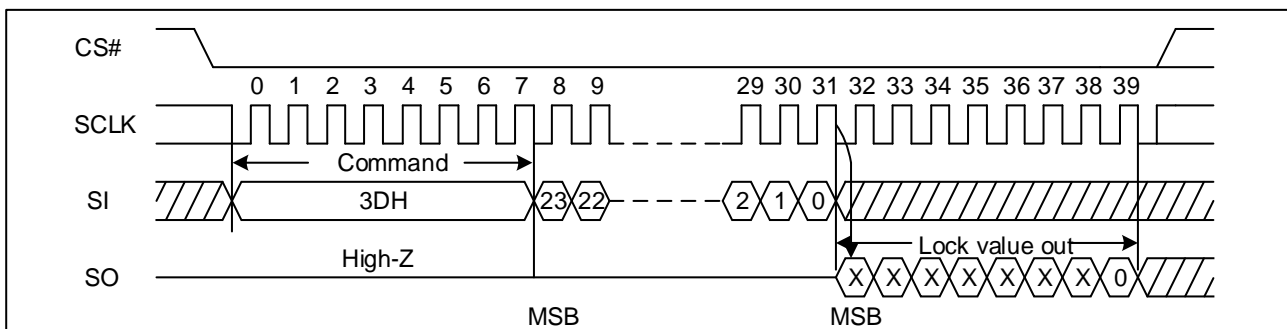 CS#
0 1 2 3 4 5 6 7 8 9 29 30 31 32 33 34 35 36 37 38 39
SCLK
Command
SI 3DH 23 22 2 1 0
Lock value out
High-Z
SO X X X X X X X 0
MSB MSB